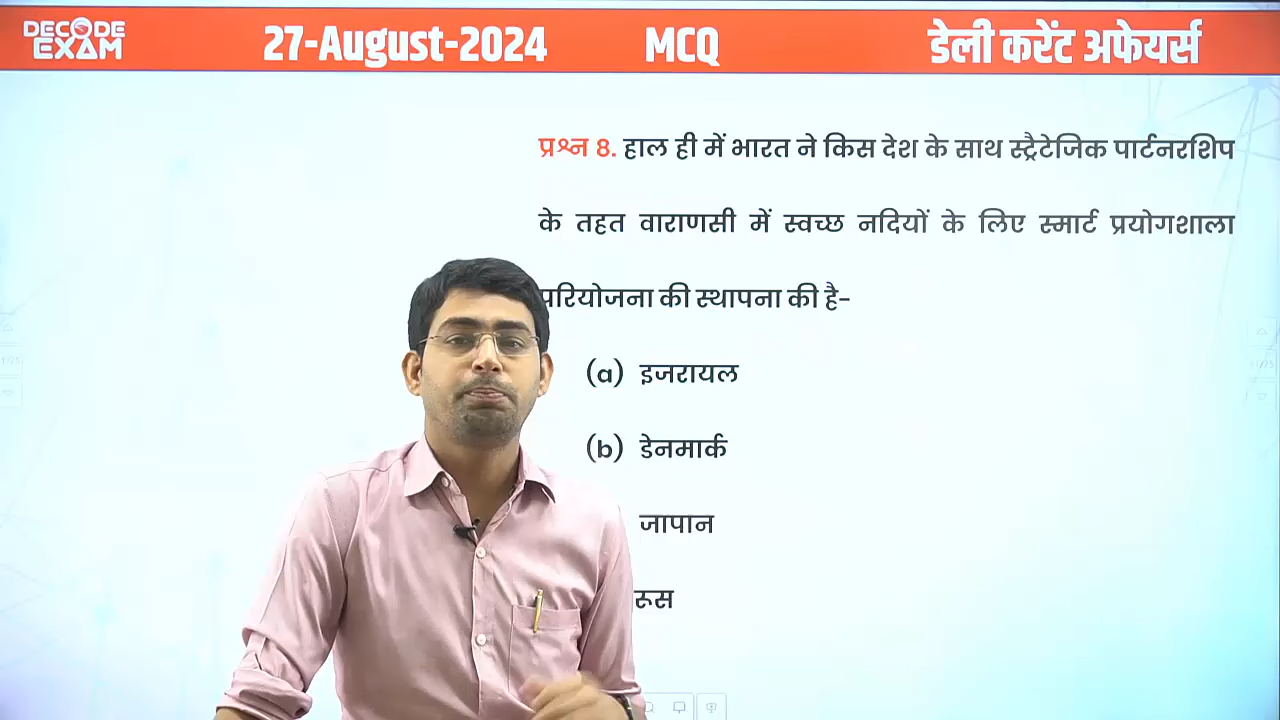 DECODE EXAM
27-August-2024 MCQ डेली करेंट अफेयर्स
प्रश्न 8. हाल ही में भारत ने किस देश के साथ स्ट्रैटेजिक पार्टनरशिप
के तहत वाराणसी में स्वच्छ नदियों के लिए स्मार्ट प्रयोगशाला
परियोजना की स्थापना की है-
(a) इजरायल
(b) डेनमार्क
जापान
रूस